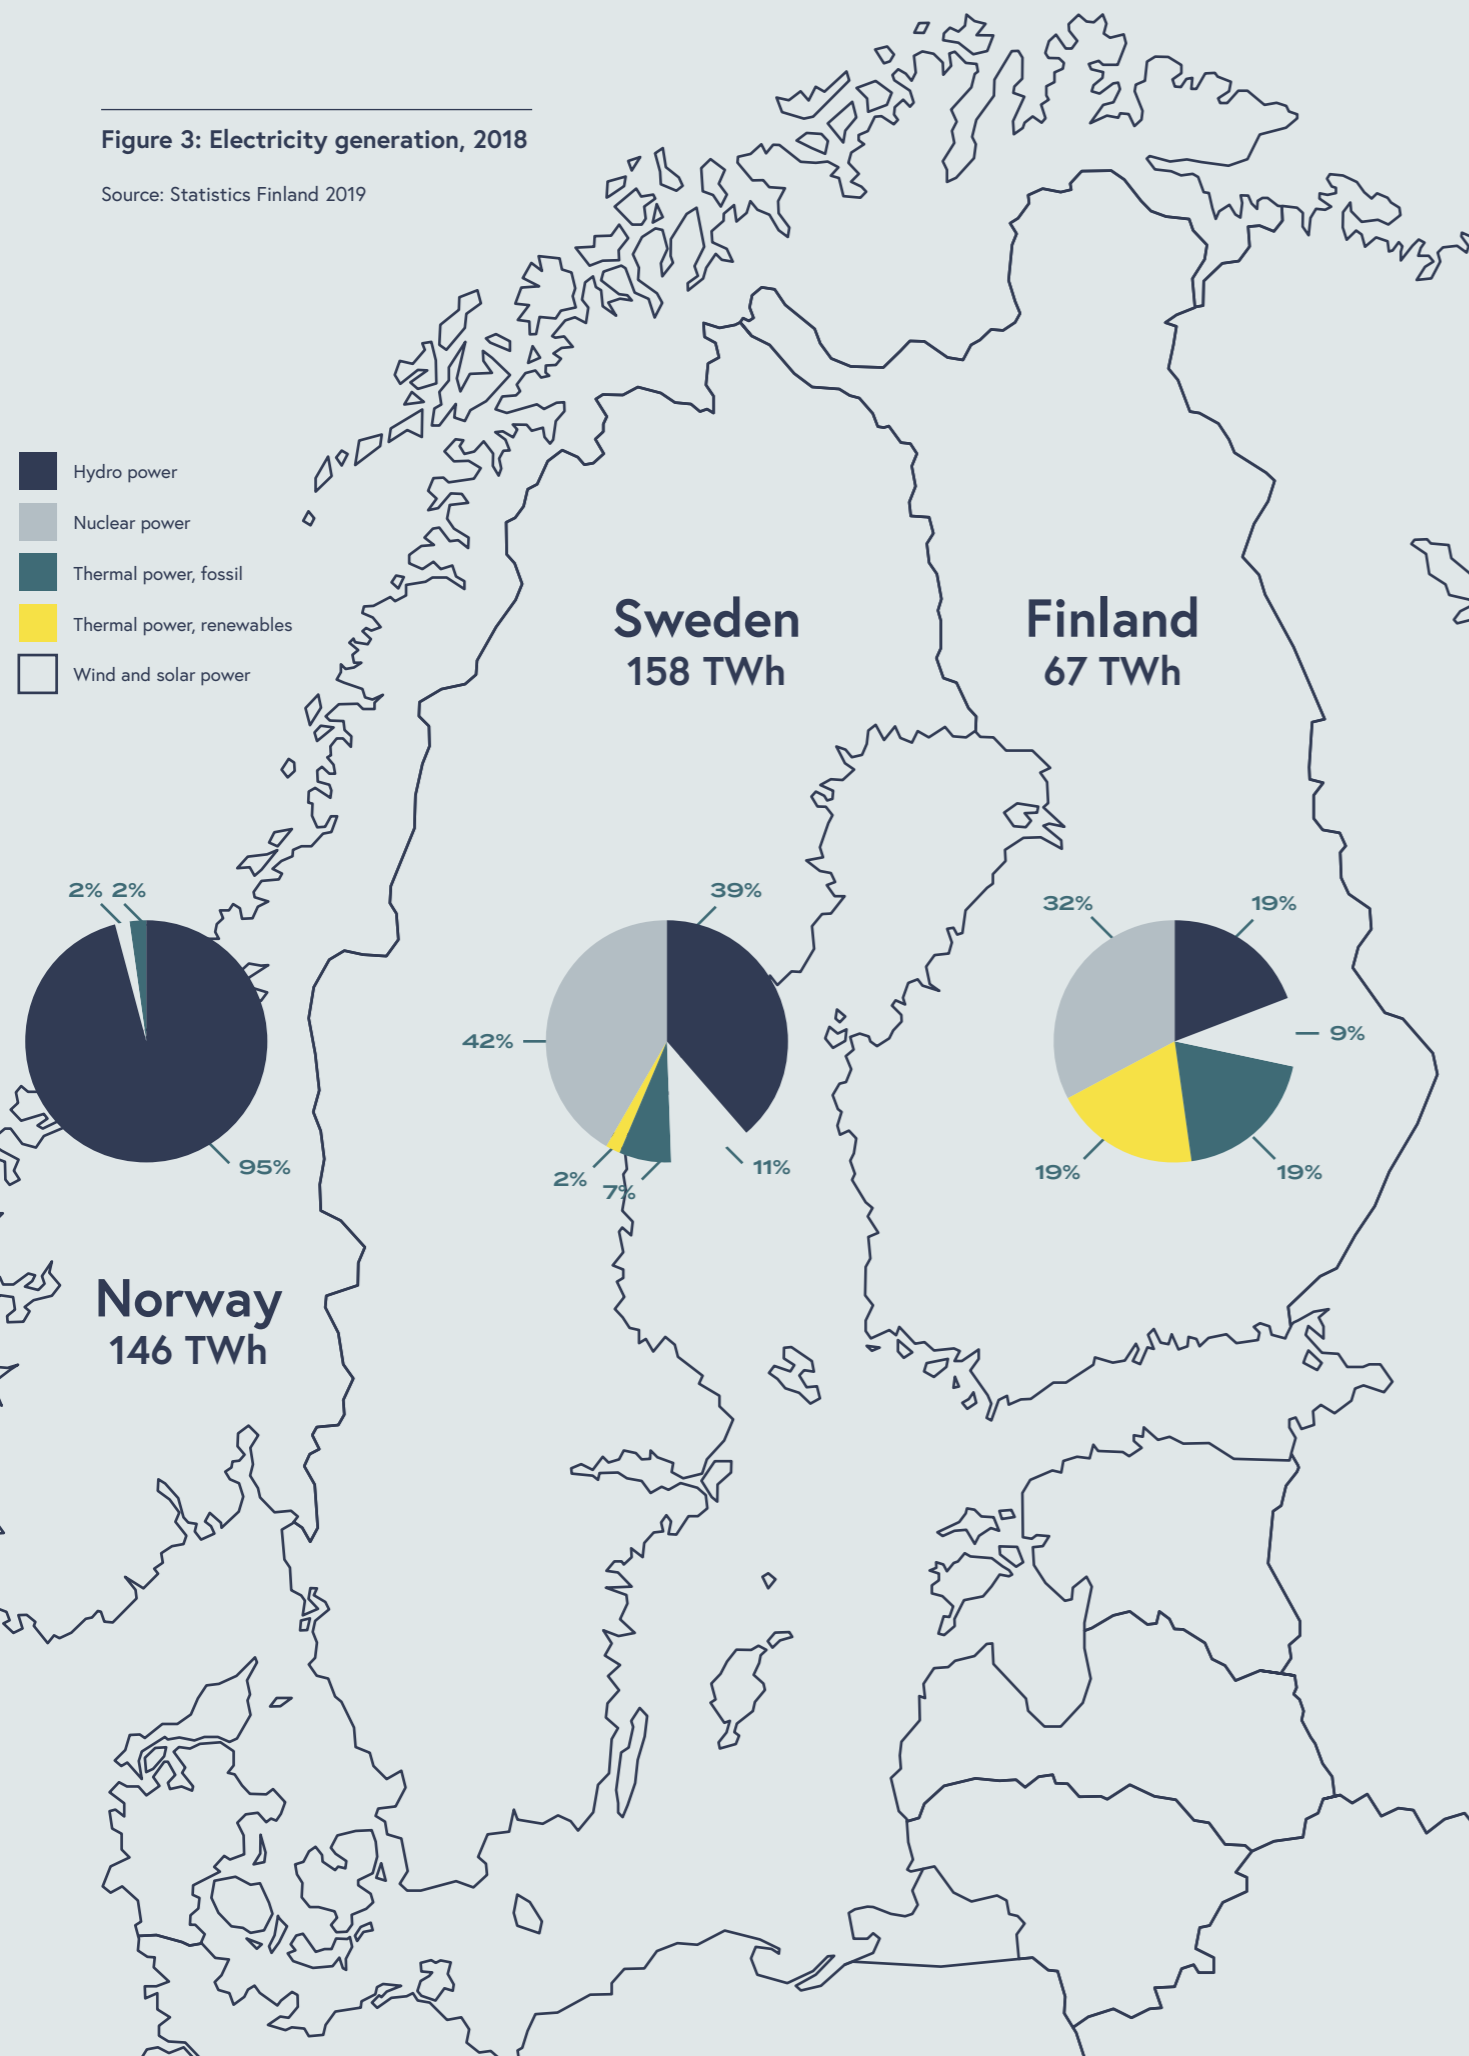 Figure 3: Electricity generation, 2018
Source: Statistics Finland 2019
Hydro power
Nuclear power
Thermal power, fossil
Thermal power, renewables
Wind and solar power
Sweden
158 TWh
Finland
67 TWh
2% 2%
95%
39%
42%
2%
7%
11%
32%
19%
9%
19%
19%
Norway
146 TWh